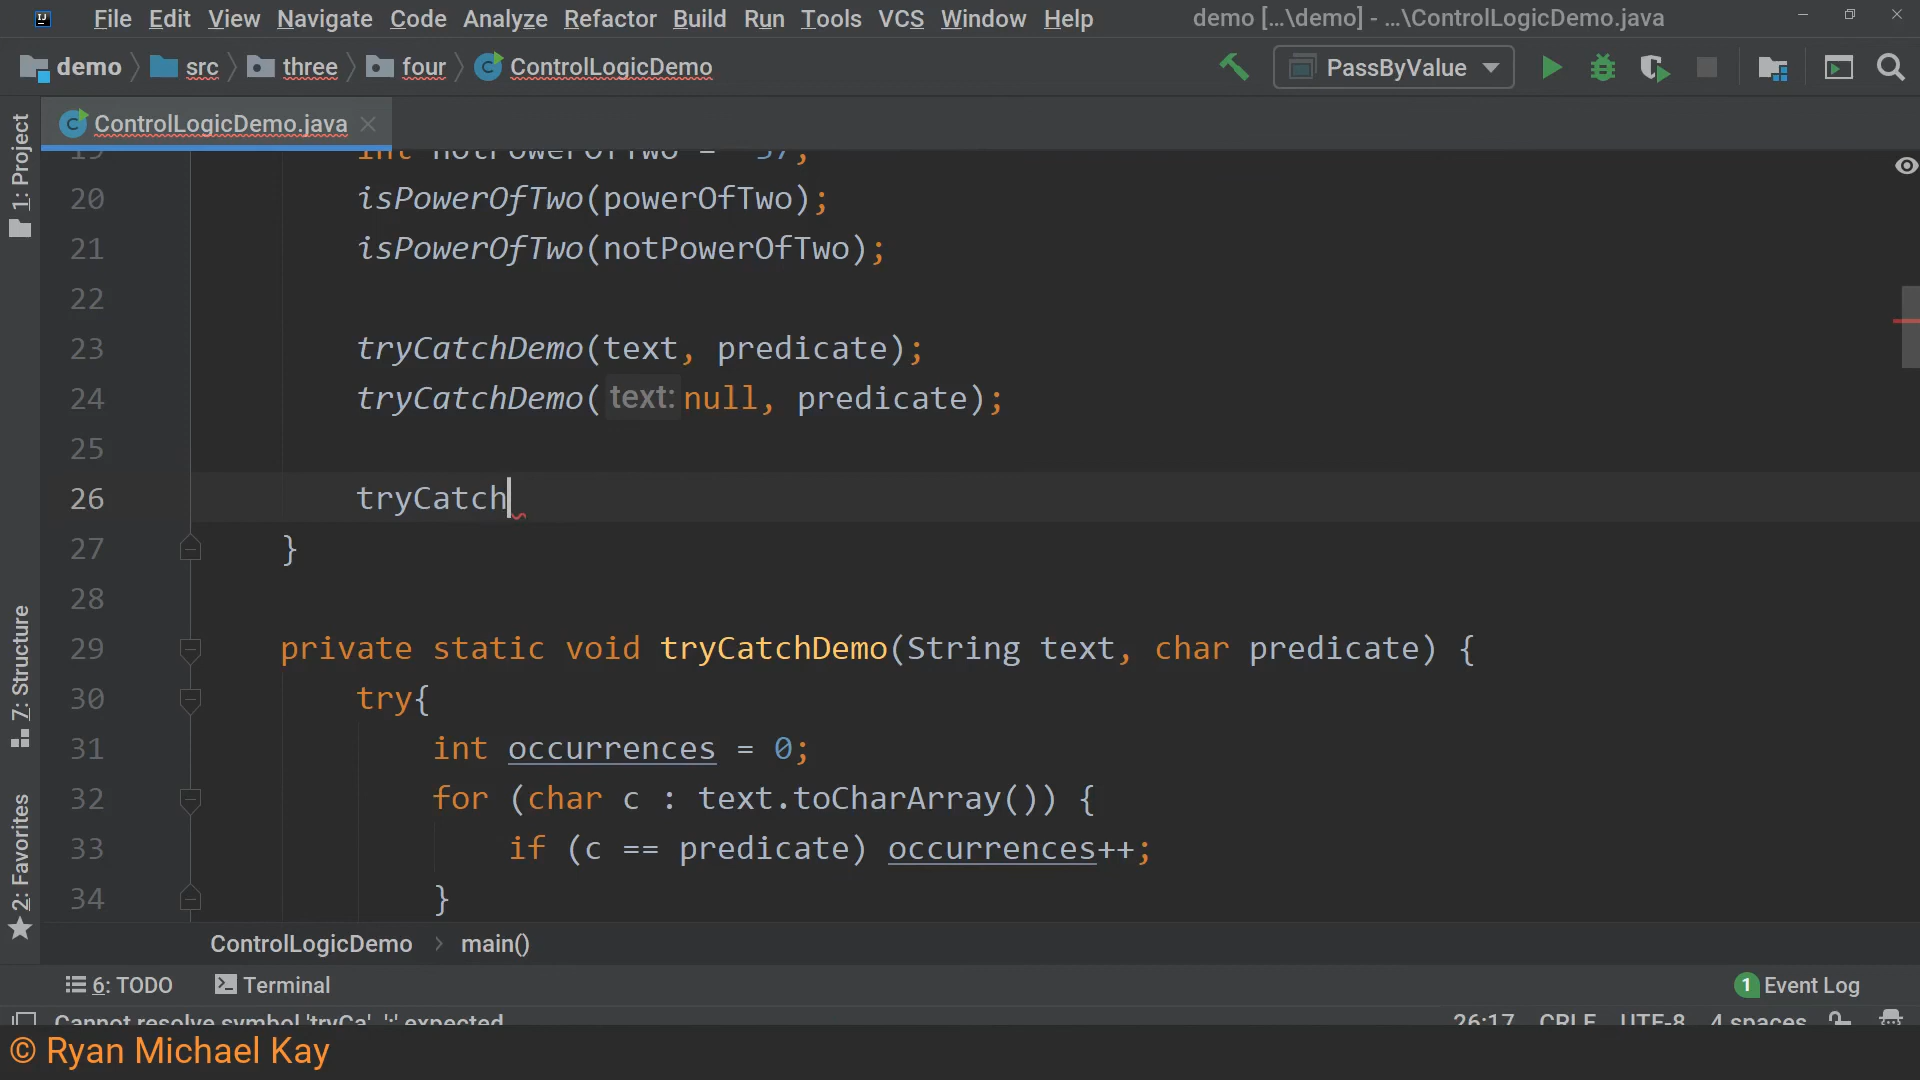 File Edit View Navigate Code Analyze Refactor Build Run Tools VCS Window Help demo [...\demo] - ...\ControlLogicDemo.java
demo src three four ControlLogicDemo PassByValue
ControlLogicDemo.java
1: Project
7: Structure
2: Favorites
19 int notPowerOfTwo = 37;
20 isPowerOfTwo(powerOfTwo);
21 isPowerOfTwo(notPowerOfTwo);
22
23 tryCatchDemo(text, predicate);
24 tryCatchDemo( text: null, predicate);
25
26 tryCatch
27 }
28
29 private static void tryCatchDemo(String text, char predicate) {
30 try{
31 int occurrences = 0;
32 for (char c : text.toCharArray()) {
33 if (c == predicate) occurrences++;
34 }
ControlLogicDemo > main()
6: TODO Terminal 1 Event Log
Cannot resolve symbol 'tryCa', ';' expected 26:17 CRLF UTF-8 4 spaces
© Ryan Michael Kay